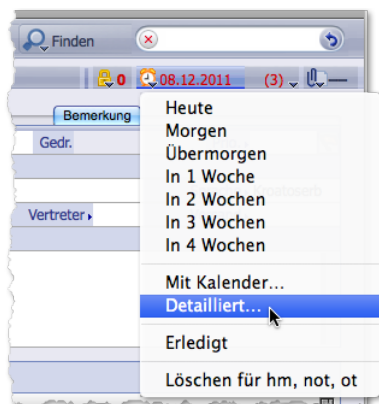 Finden
0 08.12.2011 (3)
Bemerkung
Gedr.
Vertreter
Heute
Morgen
Übermorgen
In 1 Woche
In 2 Wochen
In 3 Wochen
In 4 Wochen
Mit Kalender...
Detailliert...
Erledigt
Löschen für hm, not, ot